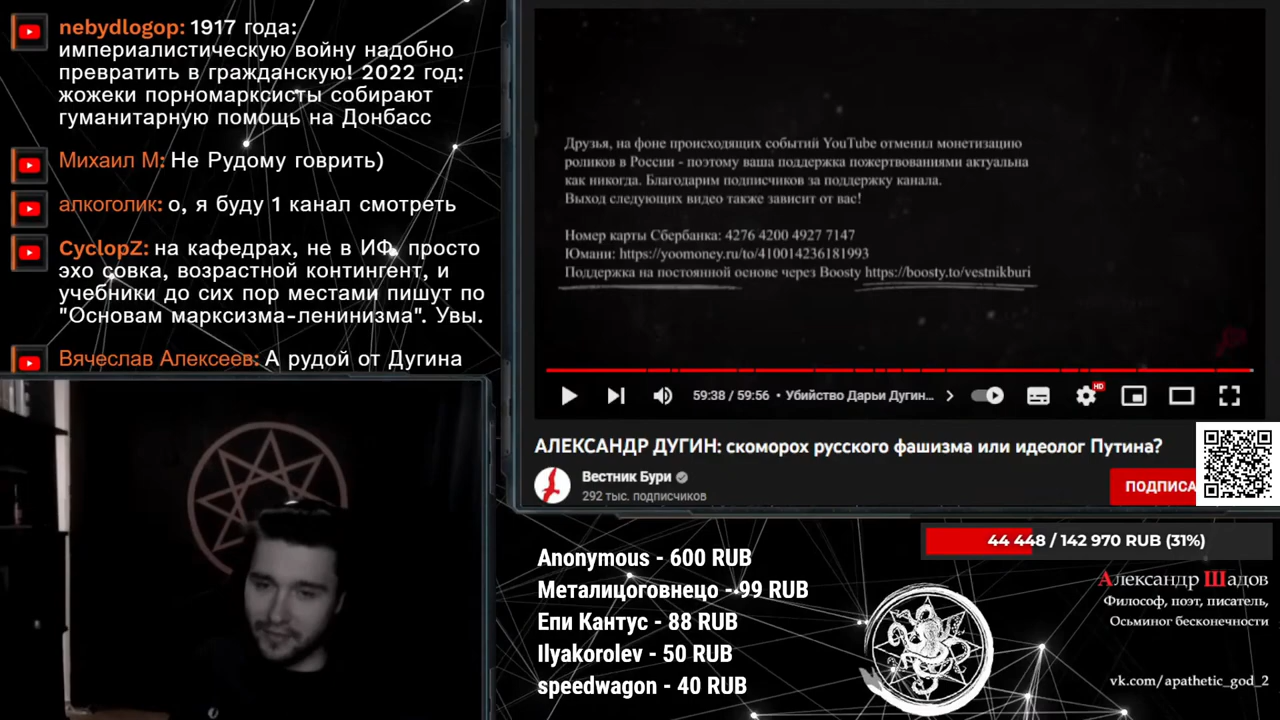 nebydlogop: 1917 года:
империалистическую войну надобно
превратить в гражданскую! 2022 год:
жожеки порномарксисты собирают
гуманитарную помощь на Донбасс
Михаил М: Не Рудому говрить)
алкоголик: о, я буду 1 канал смотреть
CyclopZ: на кафедрах, не в ИФ, просто
эхо совка, возрастной контингент, и
учебники до сих пор местами пишут по
"Основам марксизма-ленинизма". Увы.
Вячеслав Алексеев: А рудой от Дугина
Друзья, на фоне происходящих событий YouTube отменил монетизацию
роликов в России - поэтому ваша поддержка пожертвованиями актуальна
как никогда. Благодарим подписчиков за поддержку канала.
Выход следующих видео также зависит от вас!
Номер карты Сбербанка: 4276 4200 4927 7147
Юмани: https://yoomoney.ru/to/410014236181993
Поддержка на постоянной основе через Boosty https://boosty.to/vestnikburi
59:38 / 59:56 • Убийство Дарьи Дугин...
HD
АЛЕКСАНДР ДУГИН: скоморох русского фашизма или идеолог Путина?
Вестник Бури
292 тыс. подписчиков
ПОДПИСА
44 448 / 142 970 RUB (31%)
Anonymous - 600 RUB
Металицоговнецо - 99 RUB
Епи Кантус - 88 RUB
Ilyakorolev - 50 RUB
speedwagon - 40 RUB
Александр Шадов
Философ, поэт, писатель,
Осьминог бесконечности
vk.com/apathetic_god_2